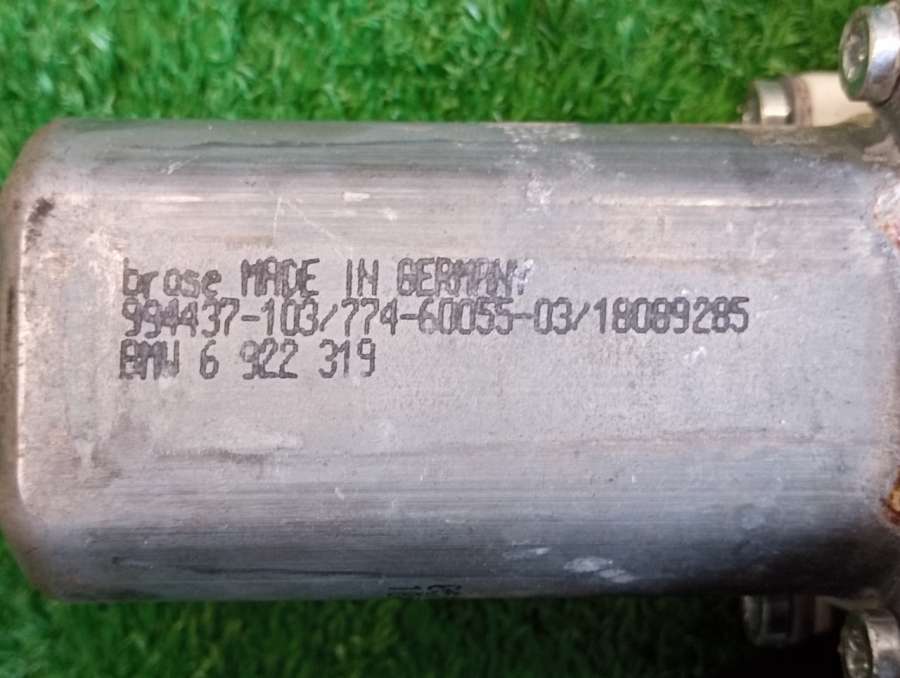 brose MADE IN GERMANY
994437-103/774-60055-03/18089285
BMW 6 922 319